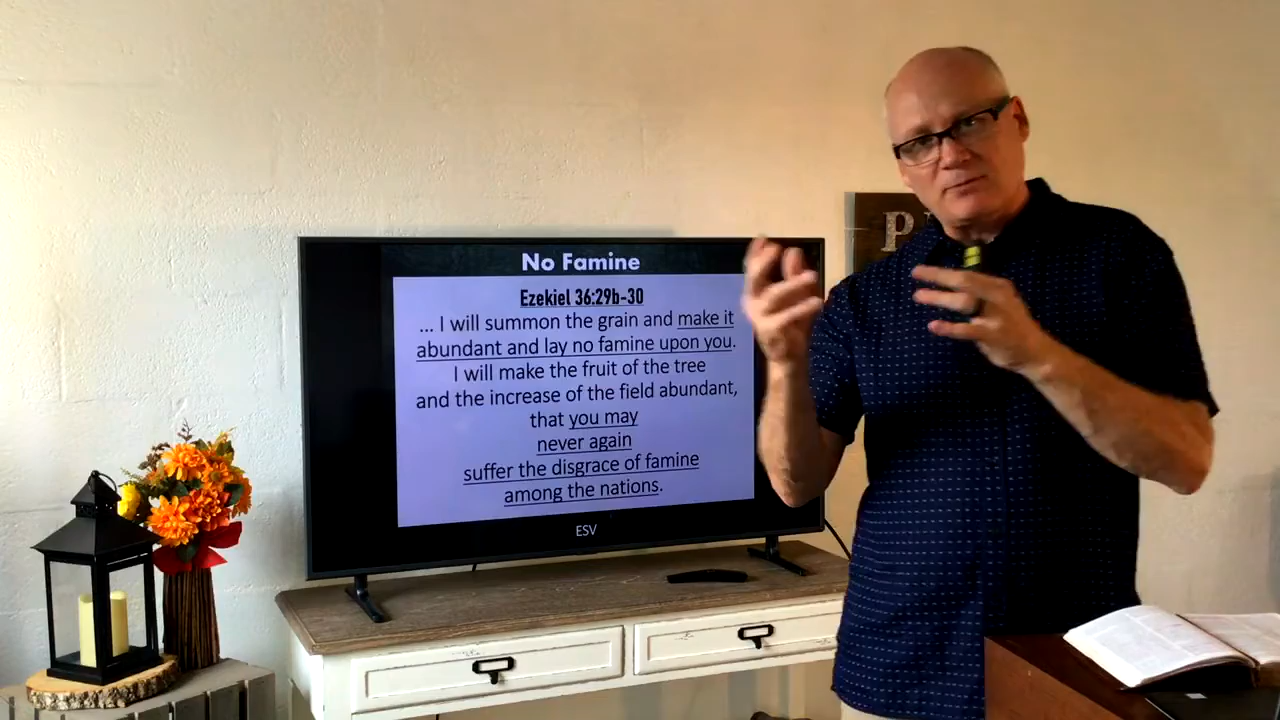 No Famine
Ezekiel 36:29b-30
... I will summon the grain and make it
abundant and lay no famine upon you.
I will make the fruit of the tree
and the increase of the field abundant,
that you may
never again
suffer the disgrace of famine
among the nations.
ESV
P